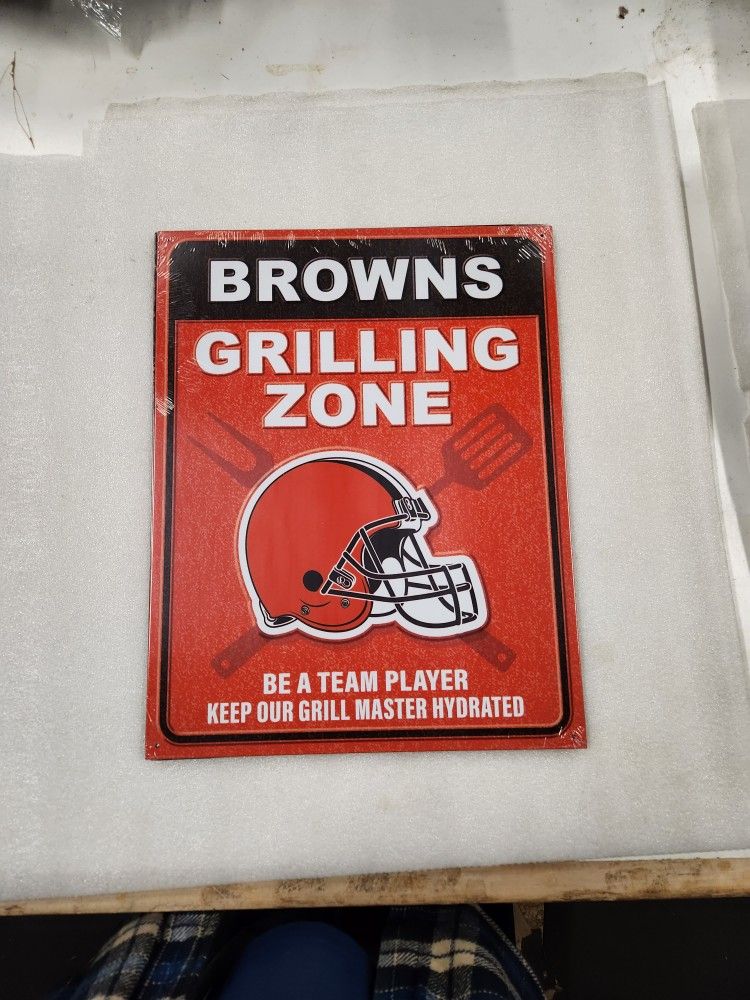 BROWNS
GRILLING
ZONE
BE A TEAM PLAYER
KEEP OUR GRILL MASTER HYDRATED